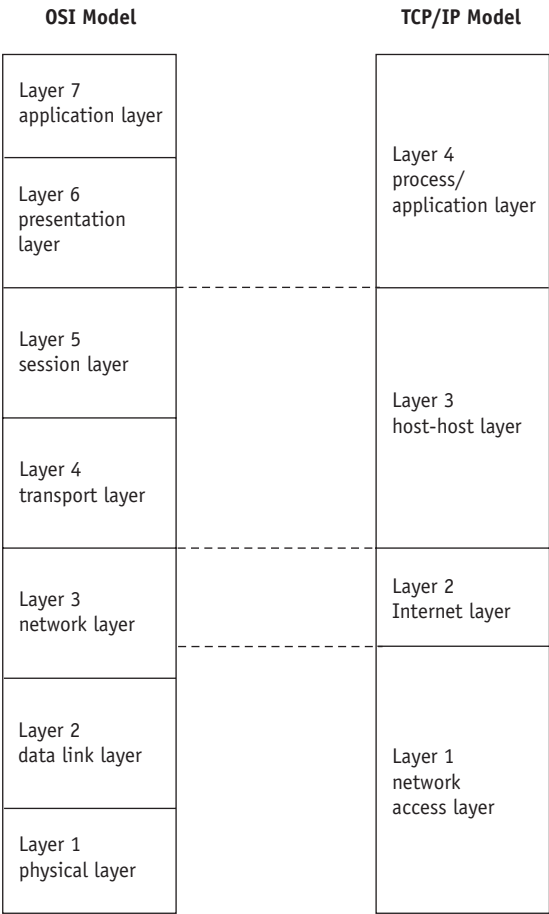 OSI Model
Layer 7
application layer
Layer 6
presentation
layer
Layer 5
session layer
Layer 4
transport layer
Layer 3
network layer
Layer 2
data link layer
Layer 1
physical layer
TCP/IP Model
Layer 4
process/
application layer
Layer 3
host-host layer
Layer 2
Internet layer
Layer 1
network
access layer